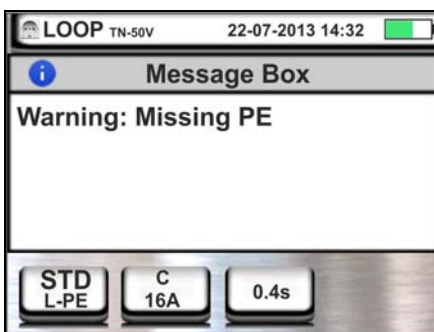 LOOP TN-50V 22-07-2013 14:32
Message Box
Warning: Missing PE
STD C
L-PE 16A 0.4s